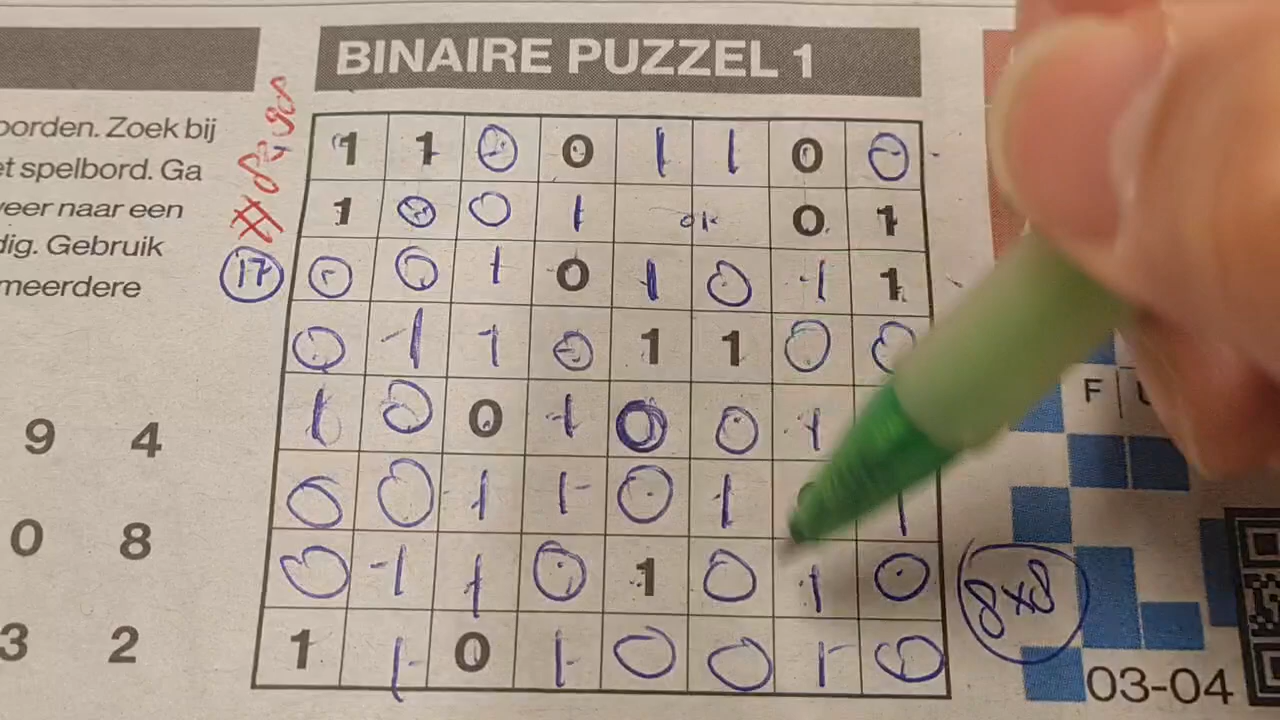 BINAIRE PUZZEL 1
oorden. Zoek bij
et spelbord. Ga
veer naar een
dig. Gebruik
meerdere
17
1 1 0 0 1 1 0 0
1 0 0 1 0 1
0 0 1 0 1 0 1 1
0 1 1 0 1 1 0 0
1 0 0 1 0 0 1
0 0 1 1 0 1 1
0 1 1 0 1 0 1 0
1 1 0 1 0 0 1 0
9 4
0 8
3 2
F
8x8
03-04